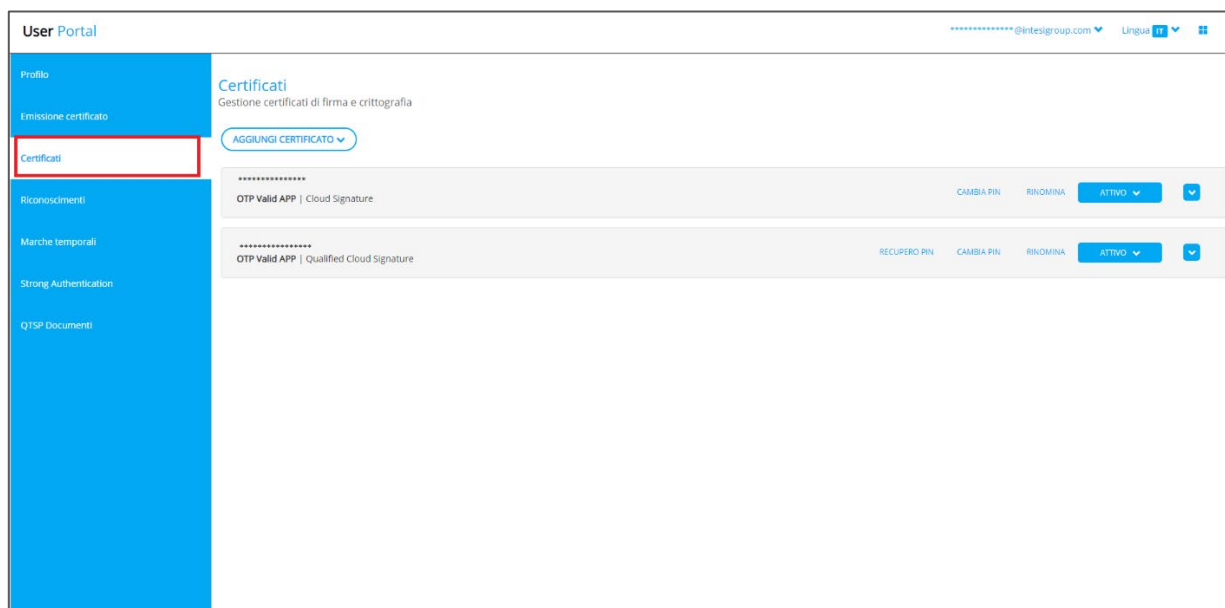 User Portal
**************@intesigroup.com
Lingua IT
Profilo
Emissione certificato
Certificati
Riconoscimenti
Marche temporali
Strong Authentication
QTSP Documenti
Certificati
Gestione certificati di firma e crittografia
AGGIUNGI CERTIFICATO
***************
OTP Valid APP | Cloud Signature
CAMBIA PIN
RINOMINA
ATTIVO
****************
OTP Valid APP | Qualified Cloud Signature
RECUPERO PIN
CAMBIA PIN
RINOMINA
ATTIVO